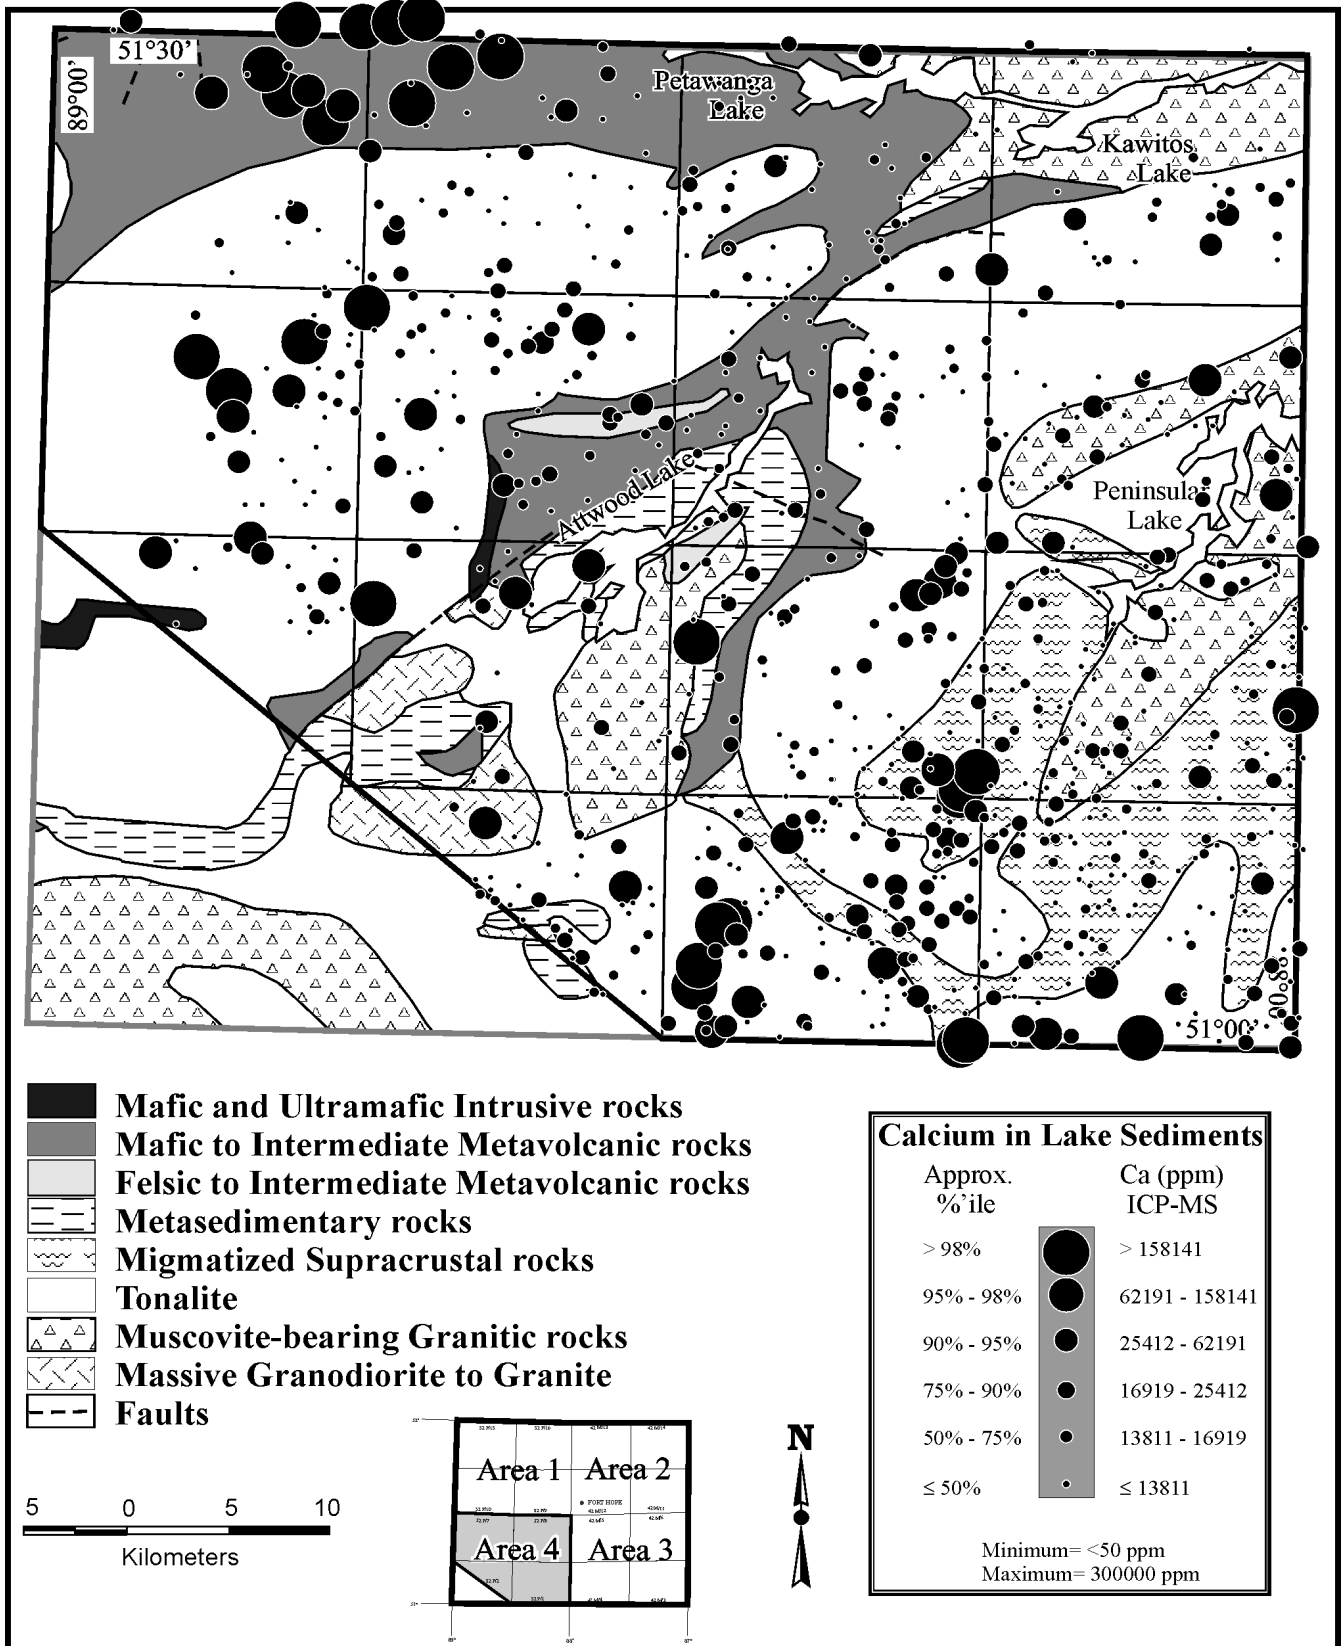 51°30'
89°00'
Petawanga
Lake
Kawitos
Lake
Attwood Lake
Peninsula
Lake
51°00'
Mafic and Ultramafic Intrusive rocks
Mafic to Intermediate Metavolcanic rocks
Felsic to Intermediate Metavolcanic rocks
Metasedimentary rocks
Migmatized Supracrustal rocks
Tonalite
Muscovite-bearing Granitic rocks
Massive Granodiorite to Granite
Faults
Calcium in Lake Sediments
Approx. Ca (ppm)
%'ile ICP-MS
> 98% > 158141
95% - 98% 62191 - 158141
90% - 95% 25412 - 62191
75% - 90% 16919 - 25412
50% - 75% 13811 - 16919
≤ 50% ≤ 13811
Minimum= <50 ppm
Maximum= 300000 ppm
5 0 5 10
Kilometers
Area 1 Area 2
FORT HOPE
Area 4 Area 3
N